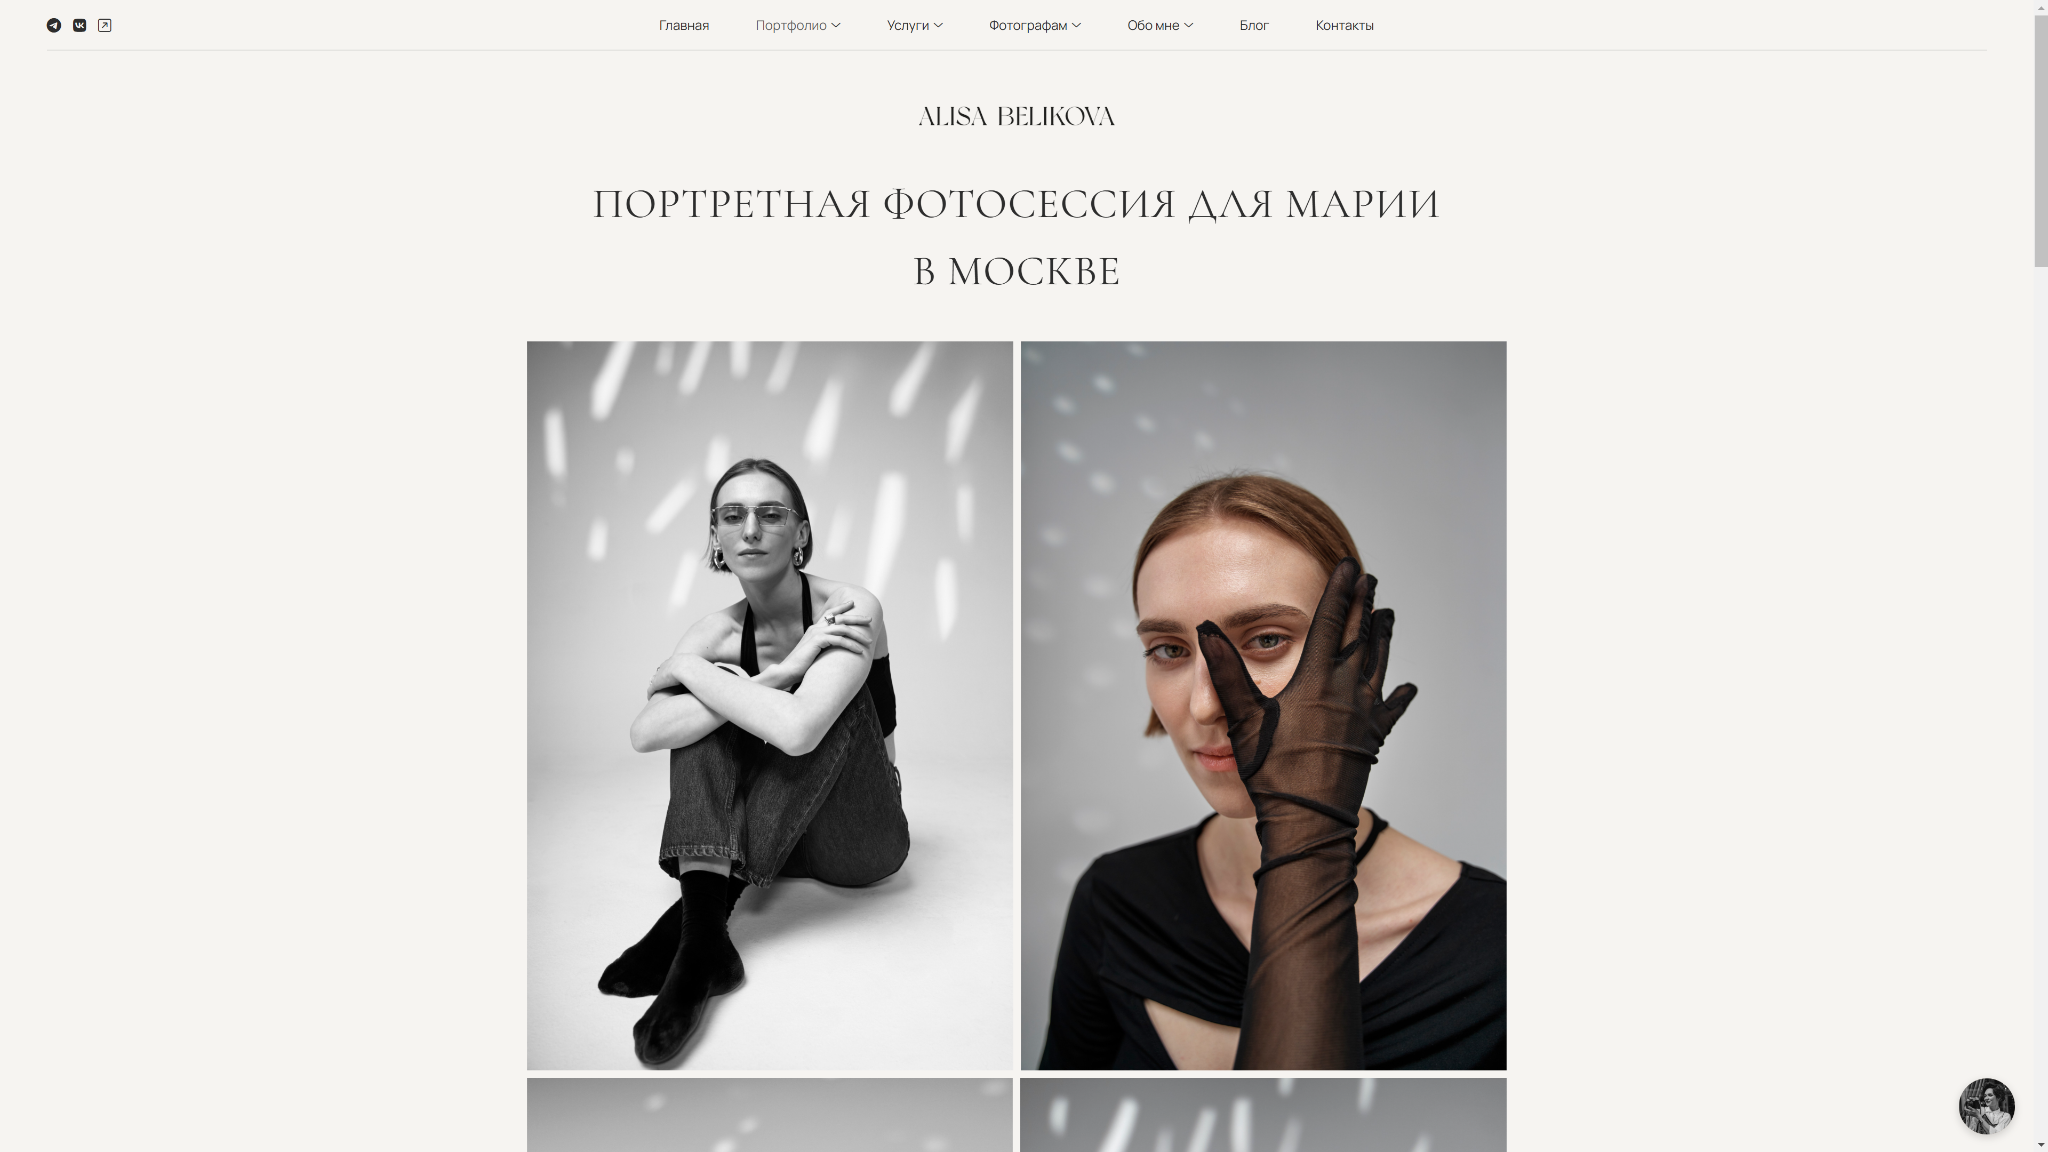 Главная
Портфолио
Услуги
Фотографам
Обо мне
Блог
Контакты
ALISA BELIKOVA
ПОРТРЕТНАЯ ФОТОСЕССИЯ ДЛЯ МАРИИ
В МОСКВЕ